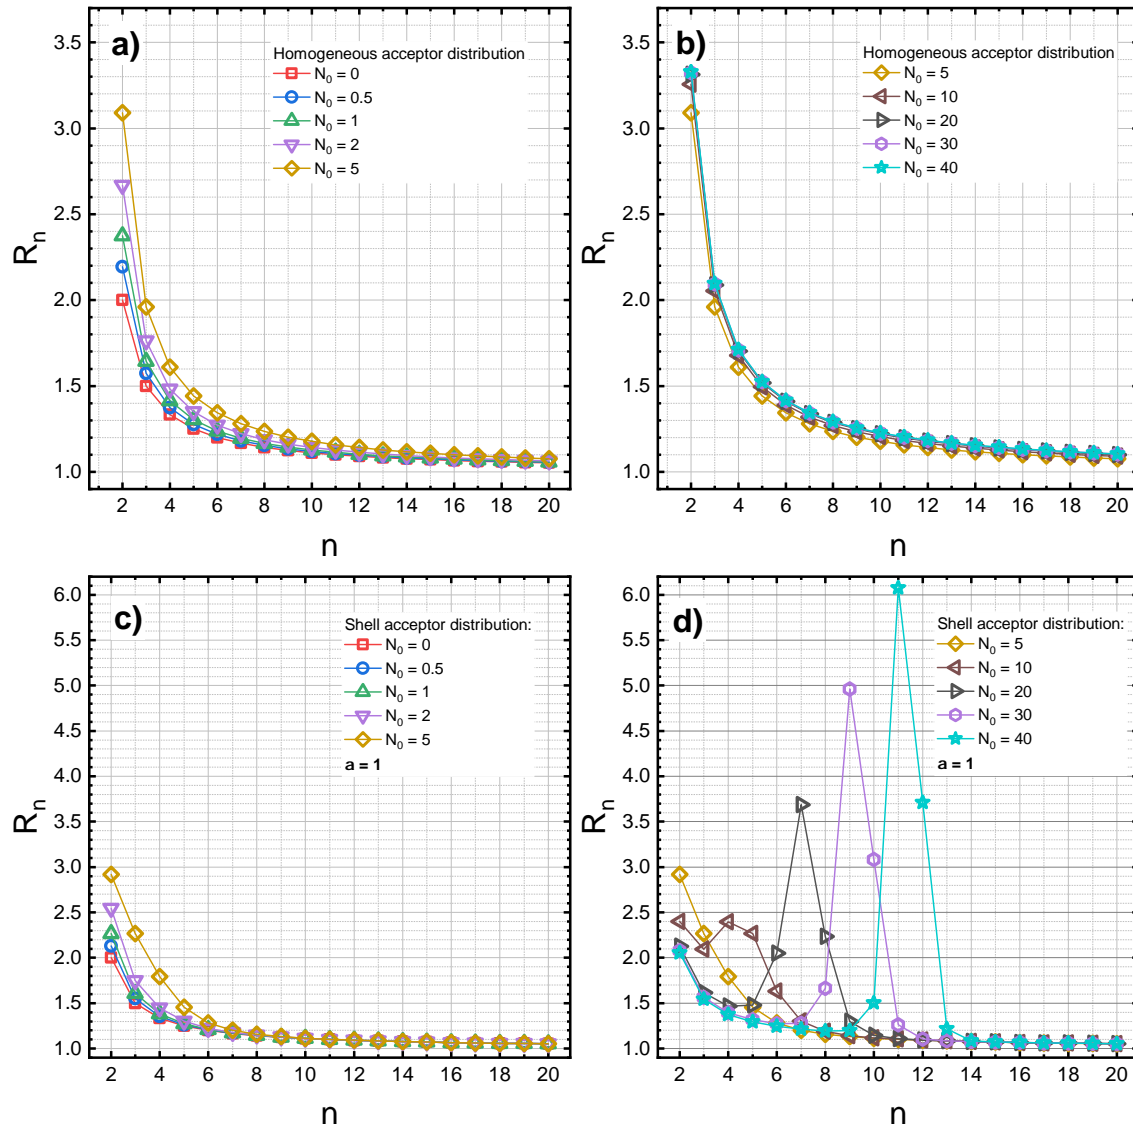 a)
Homogeneous acceptor distribution
N0 = 0
N0 = 0.5
N0 = 1
N0 = 2
N0 = 5
3.5
3.0
2.5
2.0
1.5
1.0
Rn
2 4 6 8 10 12 14 16 18 20
n
b)
Homogeneous acceptor distribution
N0 = 5
N0 = 10
N0 = 20
N0 = 30
N0 = 40
3.5
3.0
2.5
2.0
1.5
1.0
Rn
2 4 6 8 10 12 14 16 18 20
n
c)
Shell acceptor distribution:
N0 = 0
N0 = 0.5
N0 = 1
N0 = 2
N0 = 5
a = 1
6.0
5.5
5.0
4.5
4.0
3.5
3.0
2.5
2.0
1.5
1.0
Rn
2 4 6 8 10 12 14 16 18 20
n
d)
Shell acceptor distribution:
N0 = 5
N0 = 10
N0 = 20
N0 = 30
N0 = 40
a = 1
6.0
5.5
5.0
4.5
4.0
3.5
3.0
2.5
2.0
1.5
1.0
Rn
2 4 6 8 10 12 14 16 18 20
n